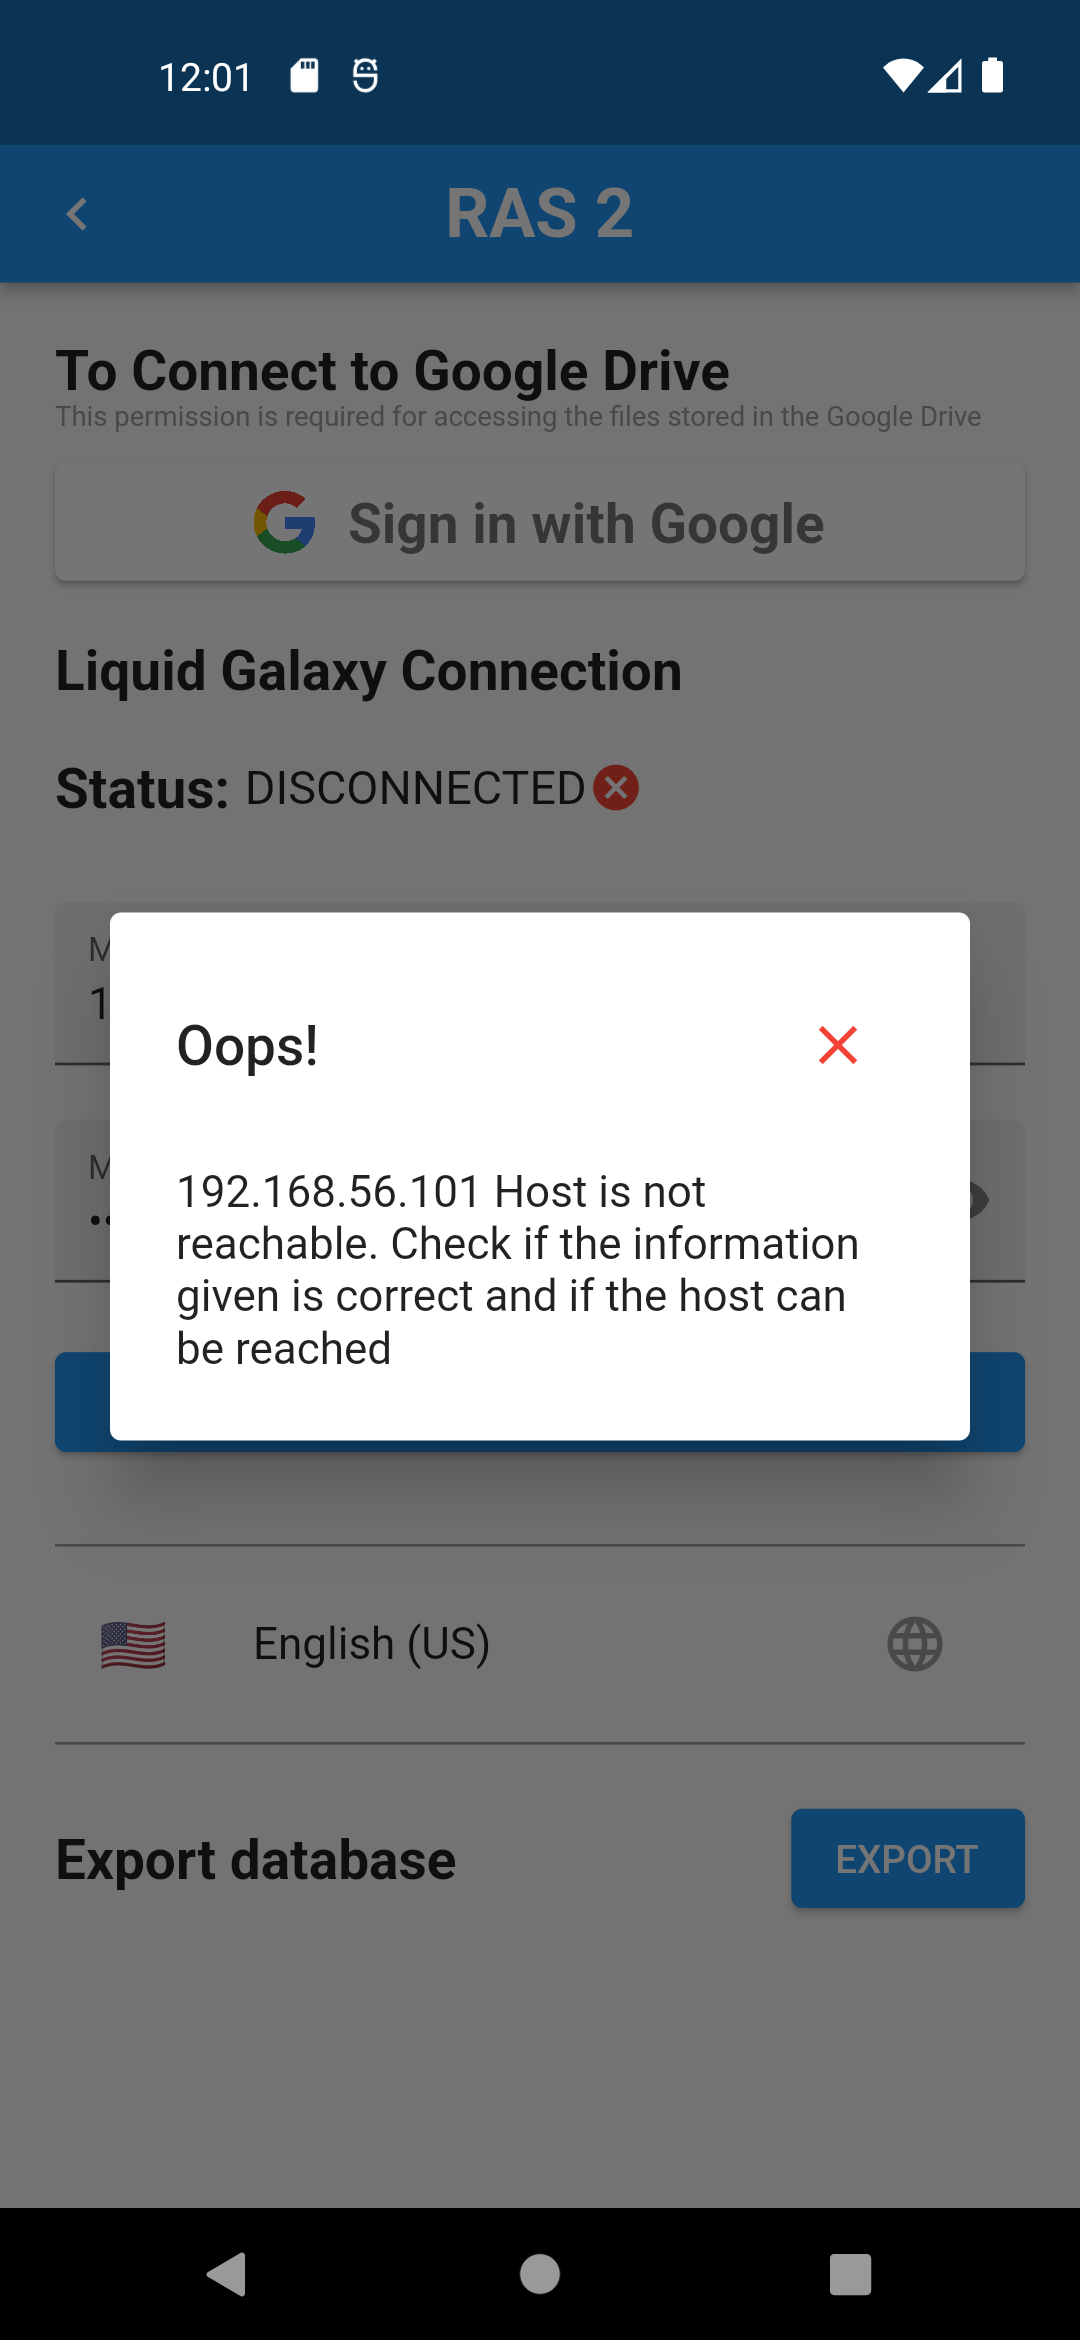 12:01
RAS 2
To Connect to Google Drive
This permission is required for accessing the files stored in the Google Drive
Sign in with Google
Liquid Galaxy Connection
Status: DISCONNECTED
Oops!
192.168.56.101 Host is not
reachable. Check if the information
given is correct and if the host can
be reached
English (US)
Export database
EXPORT